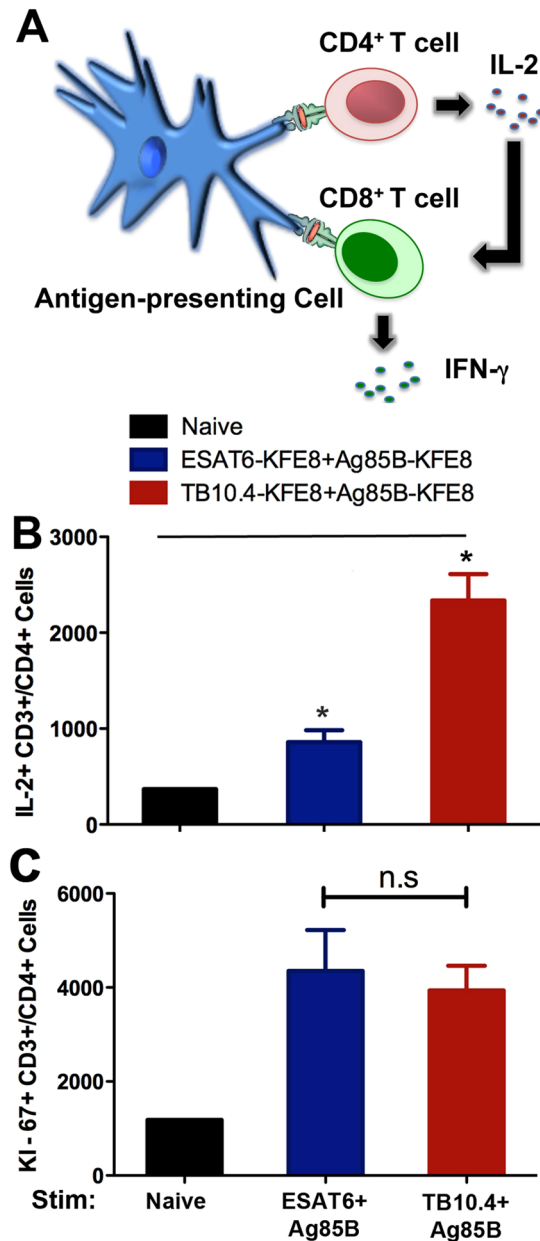 A
CD4+ T cell
IL-2
CD8+ T cell
Antigen-presenting Cell
IFN-γ
Naive
ESAT6-KFE8+Ag85B-KFE8
TB10.4-KFE8+Ag85B-KFE8
B
IL-2+ CD3+/CD4+ Cells
3000
2000
1000
0
*
*
C
KI - 67+ CD3+/CD4+ Cells
6000
4000
2000
0
n.s
Stim:
Naive
ESAT6+
Ag85B
TB10.4+
Ag85B